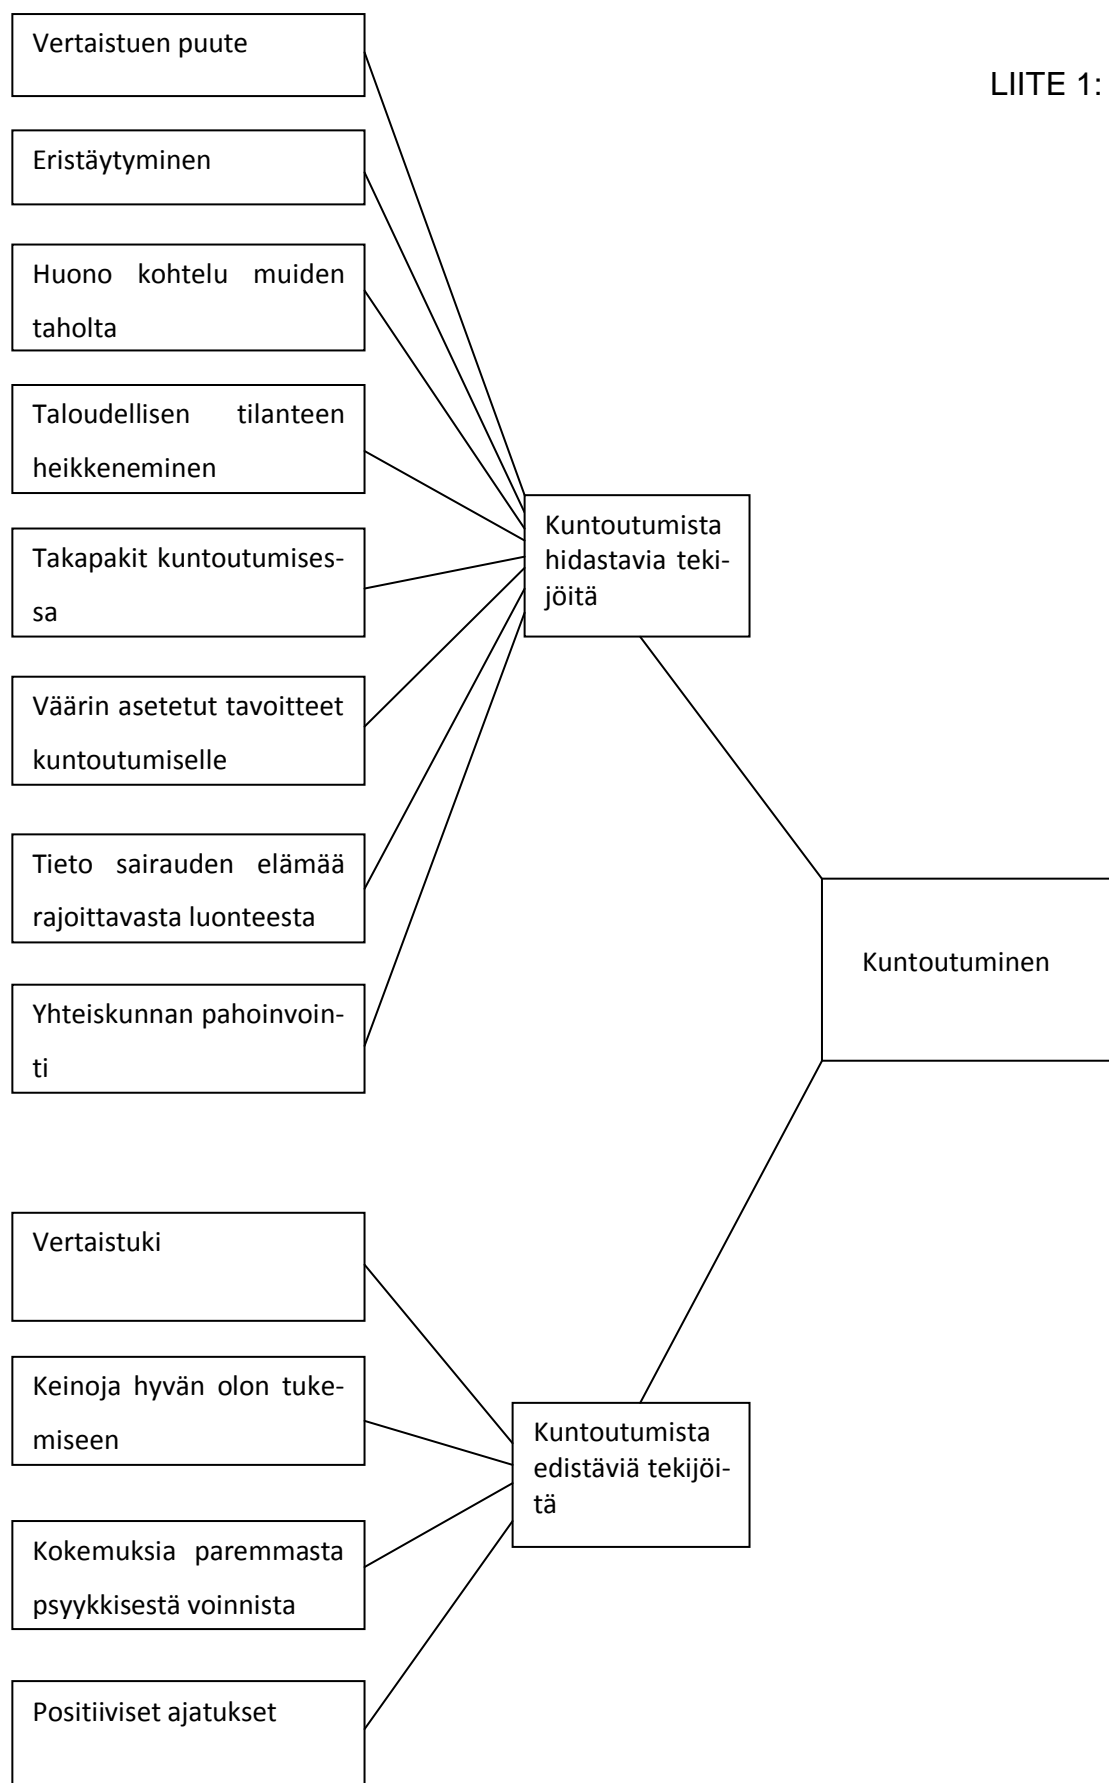 LIITE 1:
Vertaistuen puute
Eristäytyminen
Huono kohtelu muiden
taholta
Taloudellisen tilanteen
heikkeneminen
Takapakit kuntoutumises-
sa
Väärin asetetut tavoitteet
kuntoutumiselle
Tieto sairauden elämää
rajoittavasta luonteesta
Yhteiskunnan pahoinvoin-
ti
Kuntoutumista
hidastavia teki-
jöitä
Kuntoutuminen
Vertaistuki
Keinoja hyvän olon tuke-
miseen
Kokemuksia paremmasta
psyykkisestä voinnista
Positiiviset ajatukset
Kuntoutumista
edistäviä tekijöi-
tä